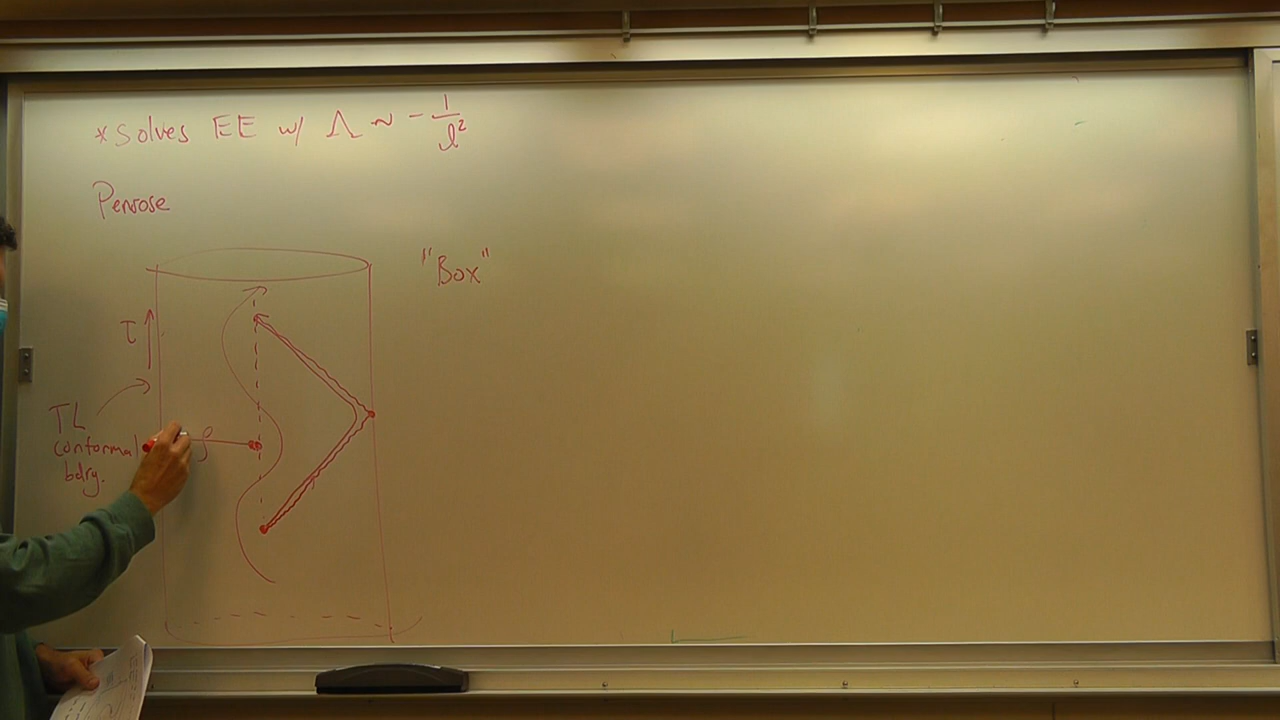 *Solves EE w/ Λ ~ - 1/l²
Penrose
"Box"
τ
TL
conformal
bdry.
ρ